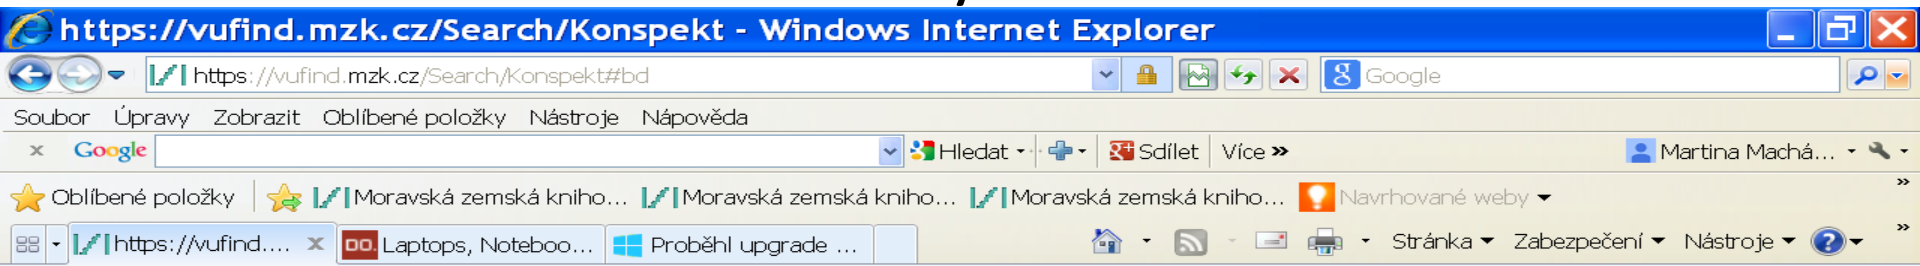 https://vufind.mzk.cz/Search/Konspekt - Windows Internet Explorer
https://vufind.mzk.cz/Search/Konspekt#bd Google
Soubor Úpravy Zobrazit Oblíbené položky Nástroje Nápověda
x Google Hledat Sdílet Více » Martina Machá...
Oblíbené položky Moravská zemská kniho... Moravská zemská kniho... Moravská zemská kniho... Navrhované weby »
https://vufind.... x DO. Laptops, Noteboo... Proběhl upgrade ... Stránka Zabezpečení Nástroje »